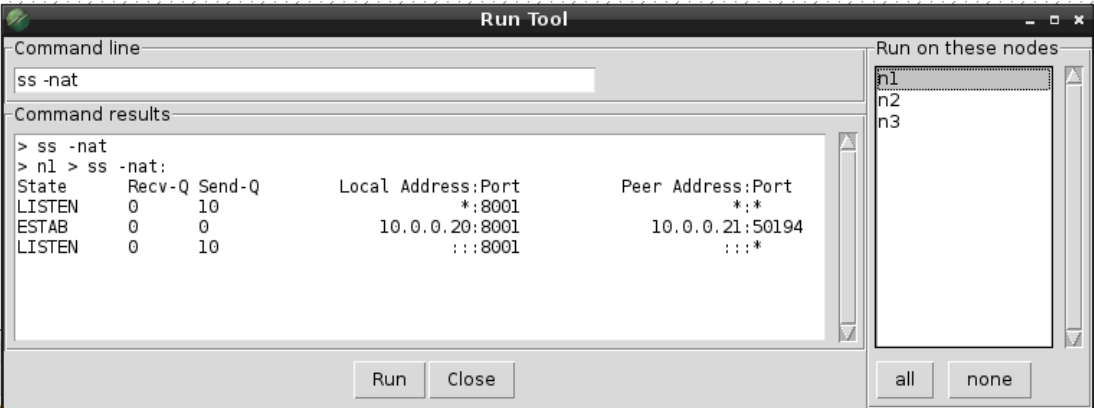 Run Tool
Command line
ss -nat
Command results
> ss -nat
> n1 > ss -nat:
State Recv-Q Send-Q Local Address:Port Peer Address:Port
LISTEN 0 10 *:8001 *:*
ESTAB 0 0 10.0.0.20:8001 10.0.0.21:50194
LISTEN 0 10 :::8001 :::*
Run Close
Run on these nodes
n1
n2
n3
all none